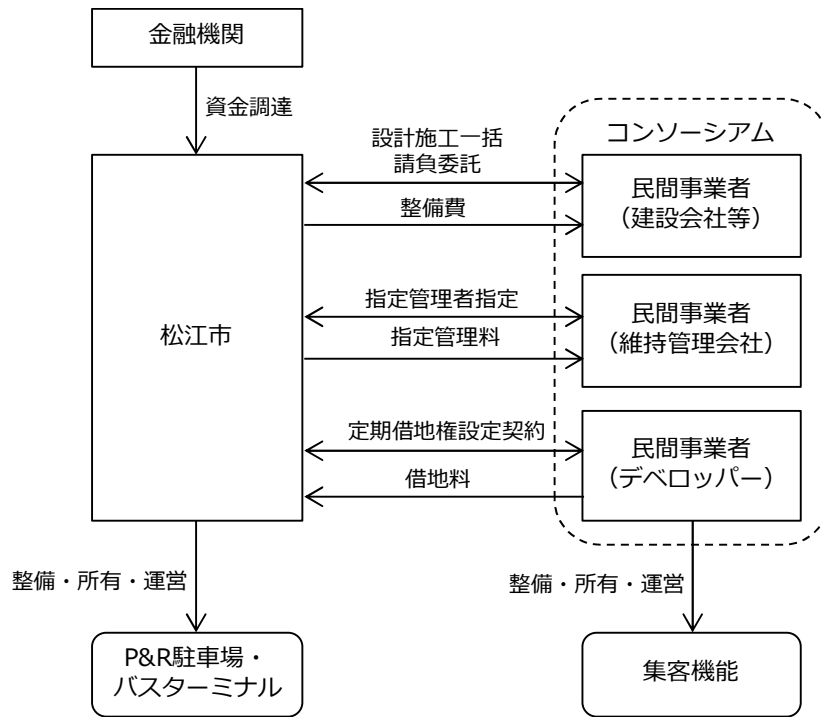 金融機関
資金調達
コンソーシアム
設計施工一括
請負委託
整備費
民間事業者
（建設会社等）
松江市
指定管理者指定
指定管理料
民間事業者
（維持管理会社）
定期借地権設定契約
借地料
民間事業者
（デベロッパー）
整備・所有・運営
整備・所有・運営
P&R駐車場・
バスターミナル
集客機能